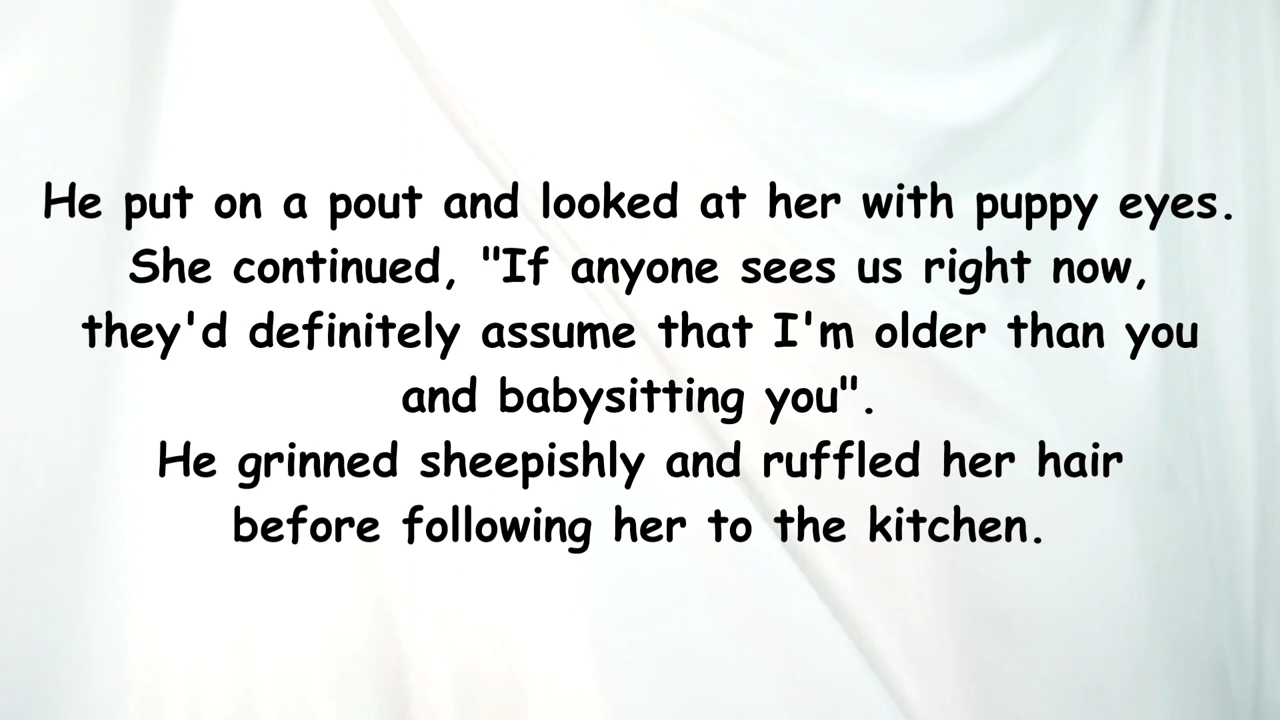 He put on a pout and looked at her with puppy eyes.
She continued, "If anyone sees us right now,
they'd definitely assume that I'm older than you
and babysitting you".
He grinned sheepishly and ruffled her hair
before following her to the kitchen.